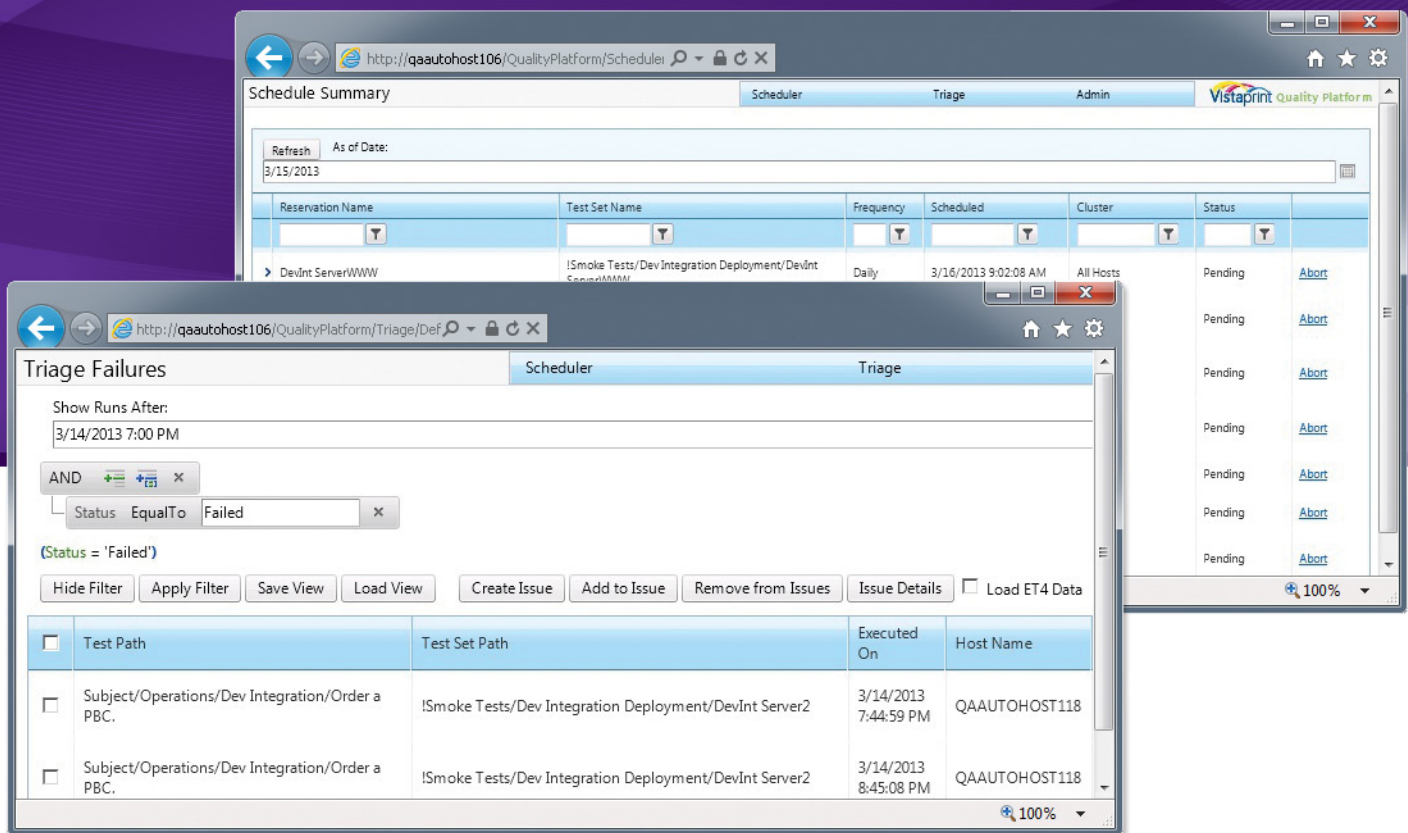 http://qaautohost106/QualityPlatform/Scheduler
Schedule Summary
Scheduler
Triage
Admin
Vistaprint Quality Platform
Refresh
As of Date:
3/15/2013
Reservation Name
Test Set Name
Frequency
Scheduled
Cluster
Status
DevInt ServerWWW
!Smoke Tests/Dev Integration Deployment/DevInt
ServerWWW
Daily
3/16/2013 9:02:08 AM
All Hosts
Pending
Abort
Pending
Abort
Pending
Abort
Pending
Abort
Pending
Abort
Pending
Abort
Pending
Abort
100%
http://qaautohost106/QualityPlatform/Triage/Def
Triage Failures
Scheduler
Triage
Show Runs After:
3/14/2013 7:00 PM
AND
Status EqualTo Failed
(Status = 'Failed')
Hide Filter
Apply Filter
Save View
Load View
Create Issue
Add to Issue
Remove from Issues
Issue Details
Load ET4 Data
Test Path
Test Set Path
Executed
On
Host Name
Subject/Operations/Dev Integration/Order a
PBC.
!Smoke Tests/Dev Integration Deployment/DevInt Server2
3/14/2013
7:44:59 PM
QAAUTOHOST118
Subject/Operations/Dev Integration/Order a
PBC.
!Smoke Tests/Dev Integration Deployment/DevInt Server2
3/14/2013
8:45:08 PM
QAAUTOHOST118
100%